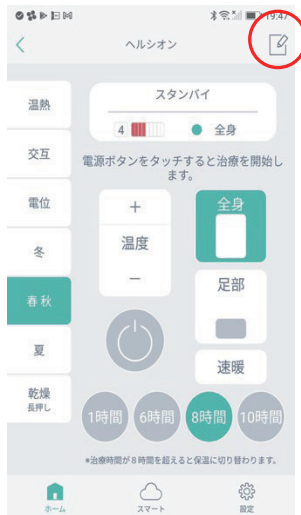 19:47
ヘルシオン
温熱
交互
電位
冬
春秋
夏
乾燥
長押し
スタンバイ
4
全身
電源ボタンをタッチすると治療を開始し
ます。
+
温度
−
全身
足部
速暖
1時間
6時間
8時間
10時間
*治療時間が8時間を超えると保温に切り替わります。
ホーム
スマート
設定